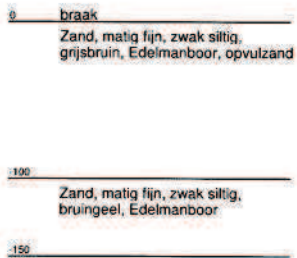 0 braak
Zand, matig fijn, zwak siltig,
grijsbruin, Edelmanboor, opvulzand
-100
Zand, matig fijn, zwak siltig,
bruingeel, Edelmanboor
-150